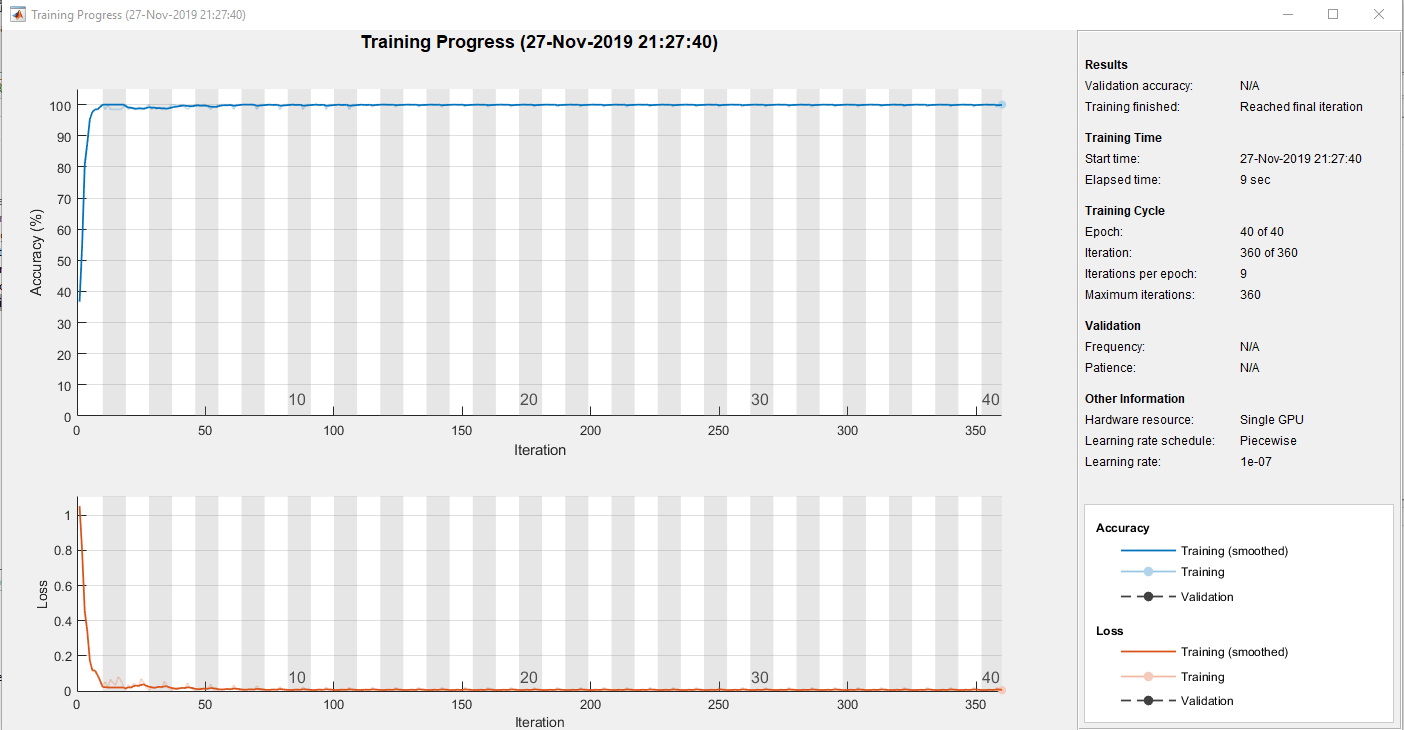 Training Progress (27-Nov-2019 21:27:40)
Training Progress (27-Nov-2019 21:27:40)
Accuracy (%)
100
90
80
70
60
50
40
30
20
10
0
10
20
30
40
0
50
100
150
200
250
300
350
Iteration
Loss
1
0.8
0.6
0.4
0.2
0
10
20
30
40
0
50
100
150
200
250
300
350
Iteration
Results
Validation accuracy: N/A
Training finished: Reached final iteration
Training Time
Start time: 27-Nov-2019 21:27:40
Elapsed time: 9 sec
Training Cycle
Epoch: 40 of 40
Iteration: 360 of 360
Iterations per epoch: 9
Maximum iterations: 360
Validation
Frequency: N/A
Patience: N/A
Other Information
Hardware resource: Single GPU
Learning rate schedule: Piecewise
Learning rate: 1e-07
Accuracy
Training (smoothed)
Training
Validation
Loss
Training (smoothed)
Training
Validation